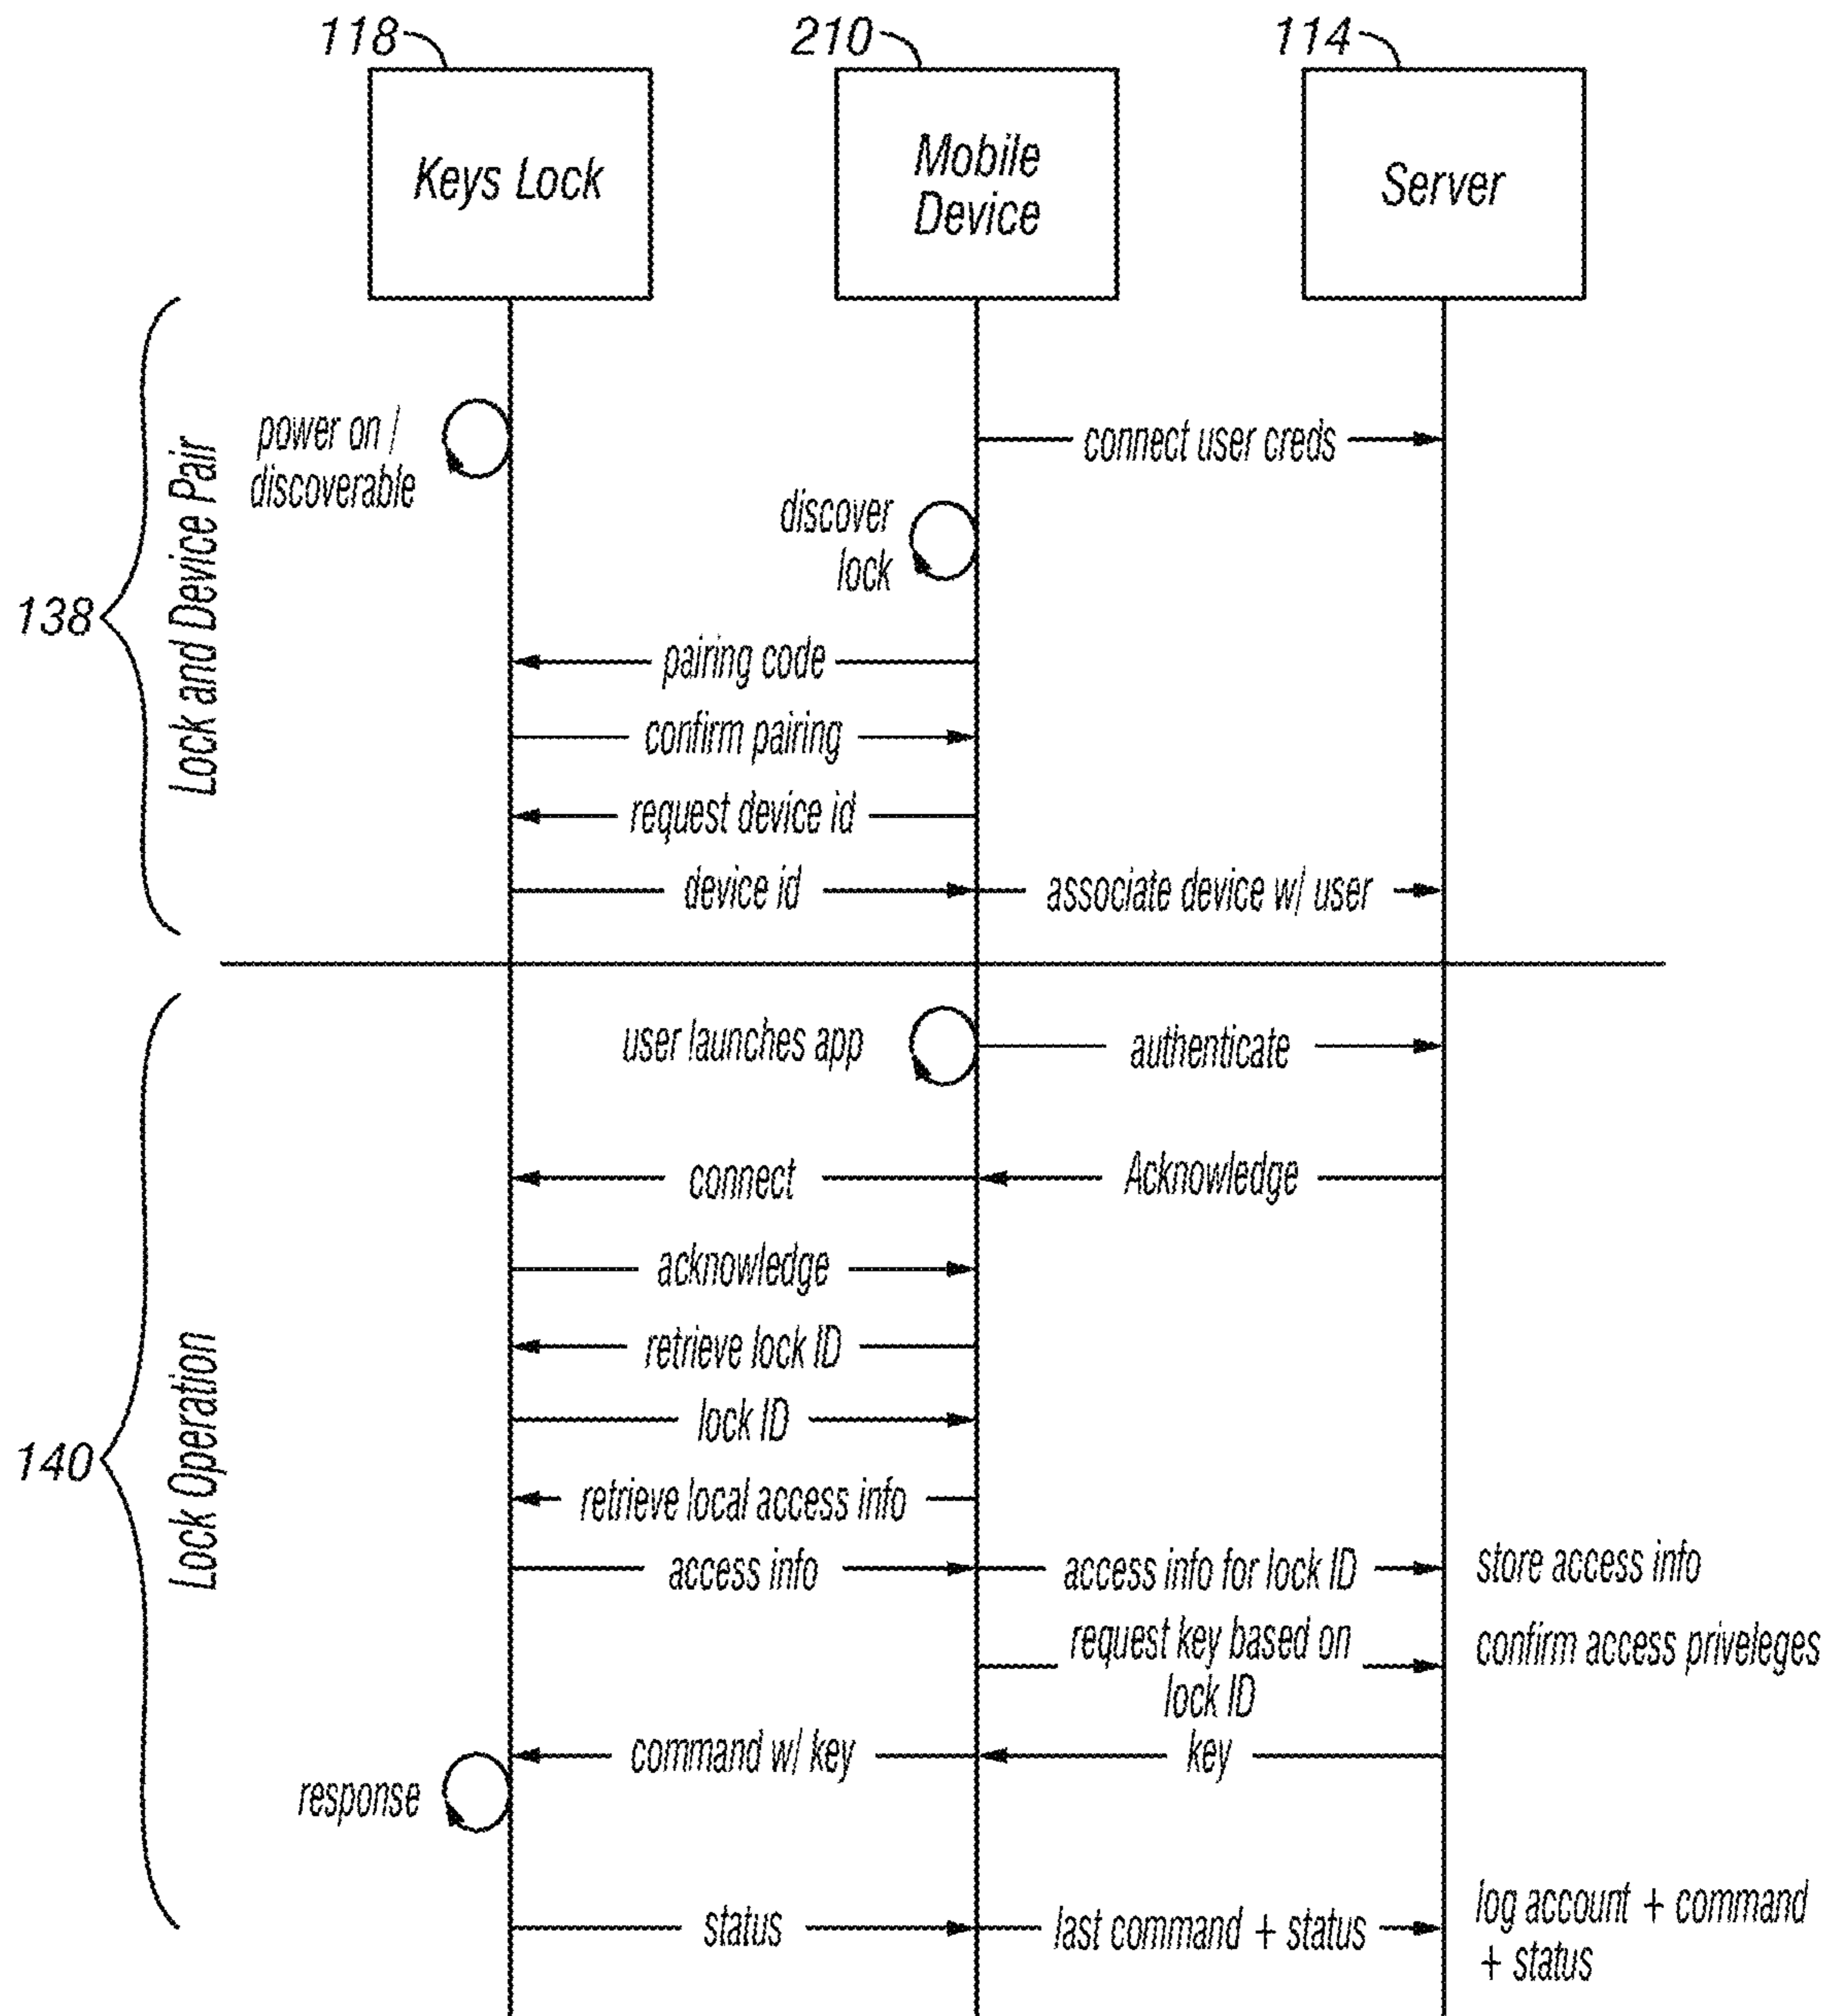 118
210
114
Keys Lock
Mobile
Device
Server
138
Lock and Device Pair
power on /
discoverable
connect user creds
discover
lock
pairing code
confirm pairing
request device id
device id
associate device w/ user
140
Lock Operation
user launches app
authenticate
connect
Acknowledge
acknowledge
retrieve lock ID
lock ID
retrieve local access info
access info
access info for lock ID
store access info
request key based on
lock ID
confirm access priveleges
command w/ key
key
response
status
last command + status
log account + command
+ status